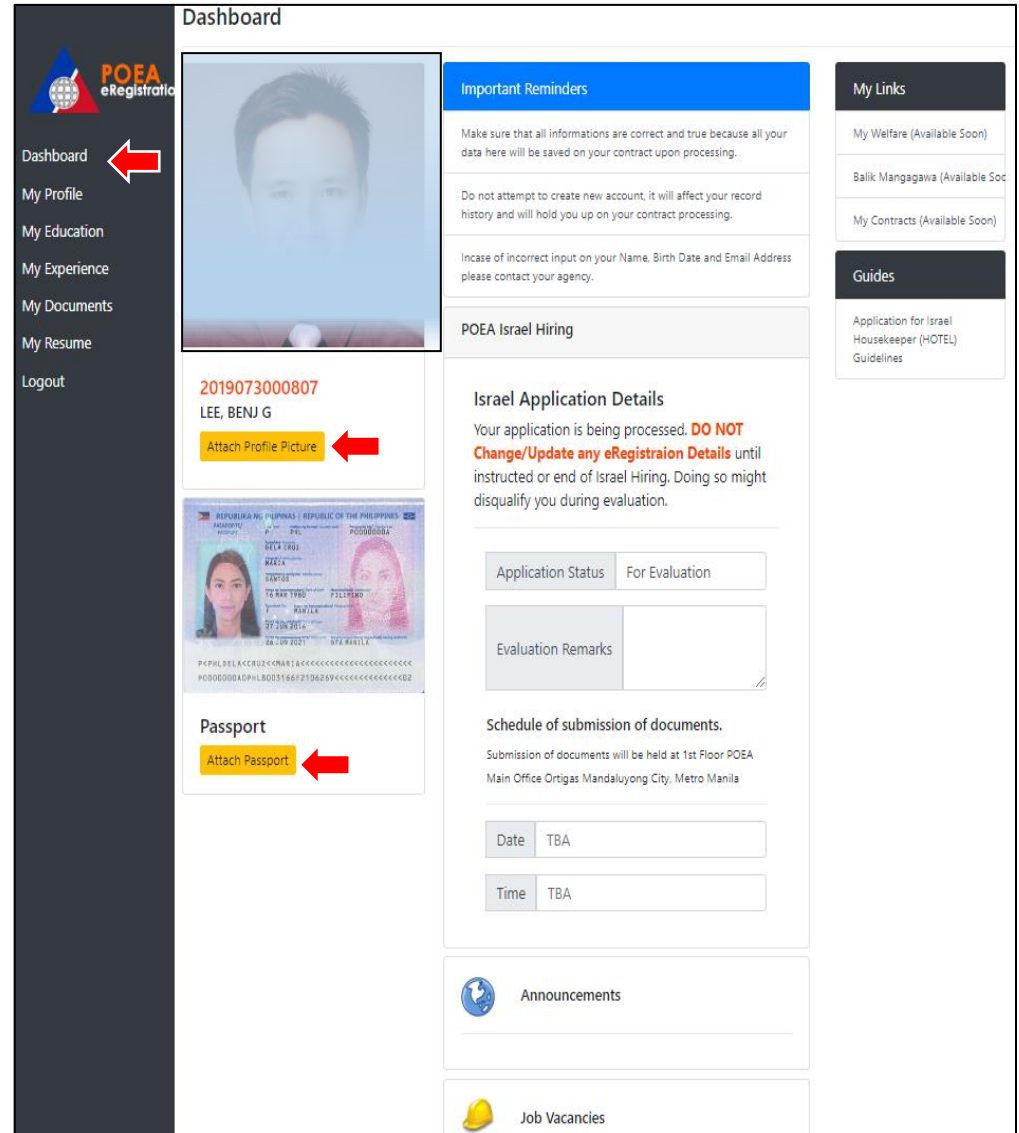 Dashboard
POEA
eRegistratio
Dashboard
My Profile
My Education
My Experience
My Documents
My Resume
Logout
2019073000807
LEE, BENJ G
Attach Profile Picture
REPUBLIKA NG PILIPINAS | REPUBLIC OF THE PHILIPPINES
PASAPORTE/
PASSPORT
P
PHL
P0000000A
DELA CRUZ
MARIA
SANTOS
16 MAR 1980
FILIPINO
F
MANILA
27 JUN 2016
26 JUN 2021
DFA MANILA
Passport
Attach Passport
Important Reminders
Make sure that all informations are correct and true because all your
data here will be saved on your contract upon processing.
Do not attempt to create new account, it will affect your record
history and will hold you up on your contract processing.
Incase of incorrect input on your Name, Birth Date and Email Address
please contact your agency.
POEA Israel Hiring
Israel Application Details
Your application is being processed. DO NOT
Change/Update any eRegistraion Details until
instructed or end of Israel Hiring. Doing so might
disqualify you during evaluation.
Application Status
For Evaluation
Evaluation Remarks
Schedule of submission of documents.
Submission of documents will be held at 1st Floor POEA
Main Office Ortigas Mandaluyong City, Metro Manila
Date
TBA
Time
TBA
Announcements
Job Vacancies
My Links
My Welfare (Available Soon)
Balik Mangagawa (Available Soo
My Contracts (Available Soon)
Guides
Application for Israel
Housekeeper (HOTEL)
Guidelines